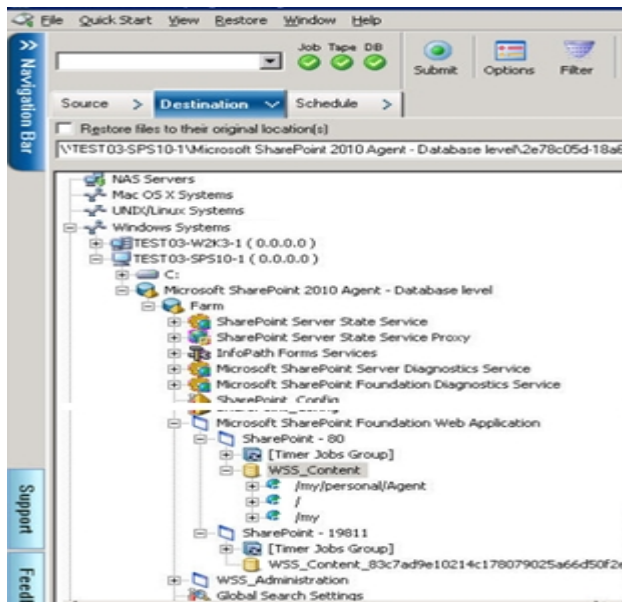 File Quick Start View Restore Window Help
Job Tape DB
Submit Options Filter
>> Navigation Bar
Source > Destination Schedule >
Restore files to their original location(s)
\\TEST03-SPS10-1\Microsoft SharePoint 2010 Agent - Database level\2e78c05d-18a6
NAS Servers
Mac OS X Systems
UNIX/Linux Systems
Windows Systems
TEST03-W2K3-1 ( 0.0.0.0 )
TEST03-SPS10-1 ( 0.0.0.0 )
C:
Microsoft SharePoint 2010 Agent - Database level
Farm
SharePoint Server State Service
SharePoint Server State Service Proxy
InfoPath Forms Services
Microsoft SharePoint Server Diagnostics Service
Microsoft SharePoint Foundation Diagnostics Service
SharePoint_Config
Microsoft SharePoint Foundation Web Application
SharePoint - 80
[Timer Jobs Group]
WSS_Content
/my/personal/Agent
/
/my
SharePoint - 19811
[Timer Jobs Group]
WSS_Content_83c7ad9e10214c178079025a66d50f2e
WSS_Administration
Global Search Settings
Support
Feed